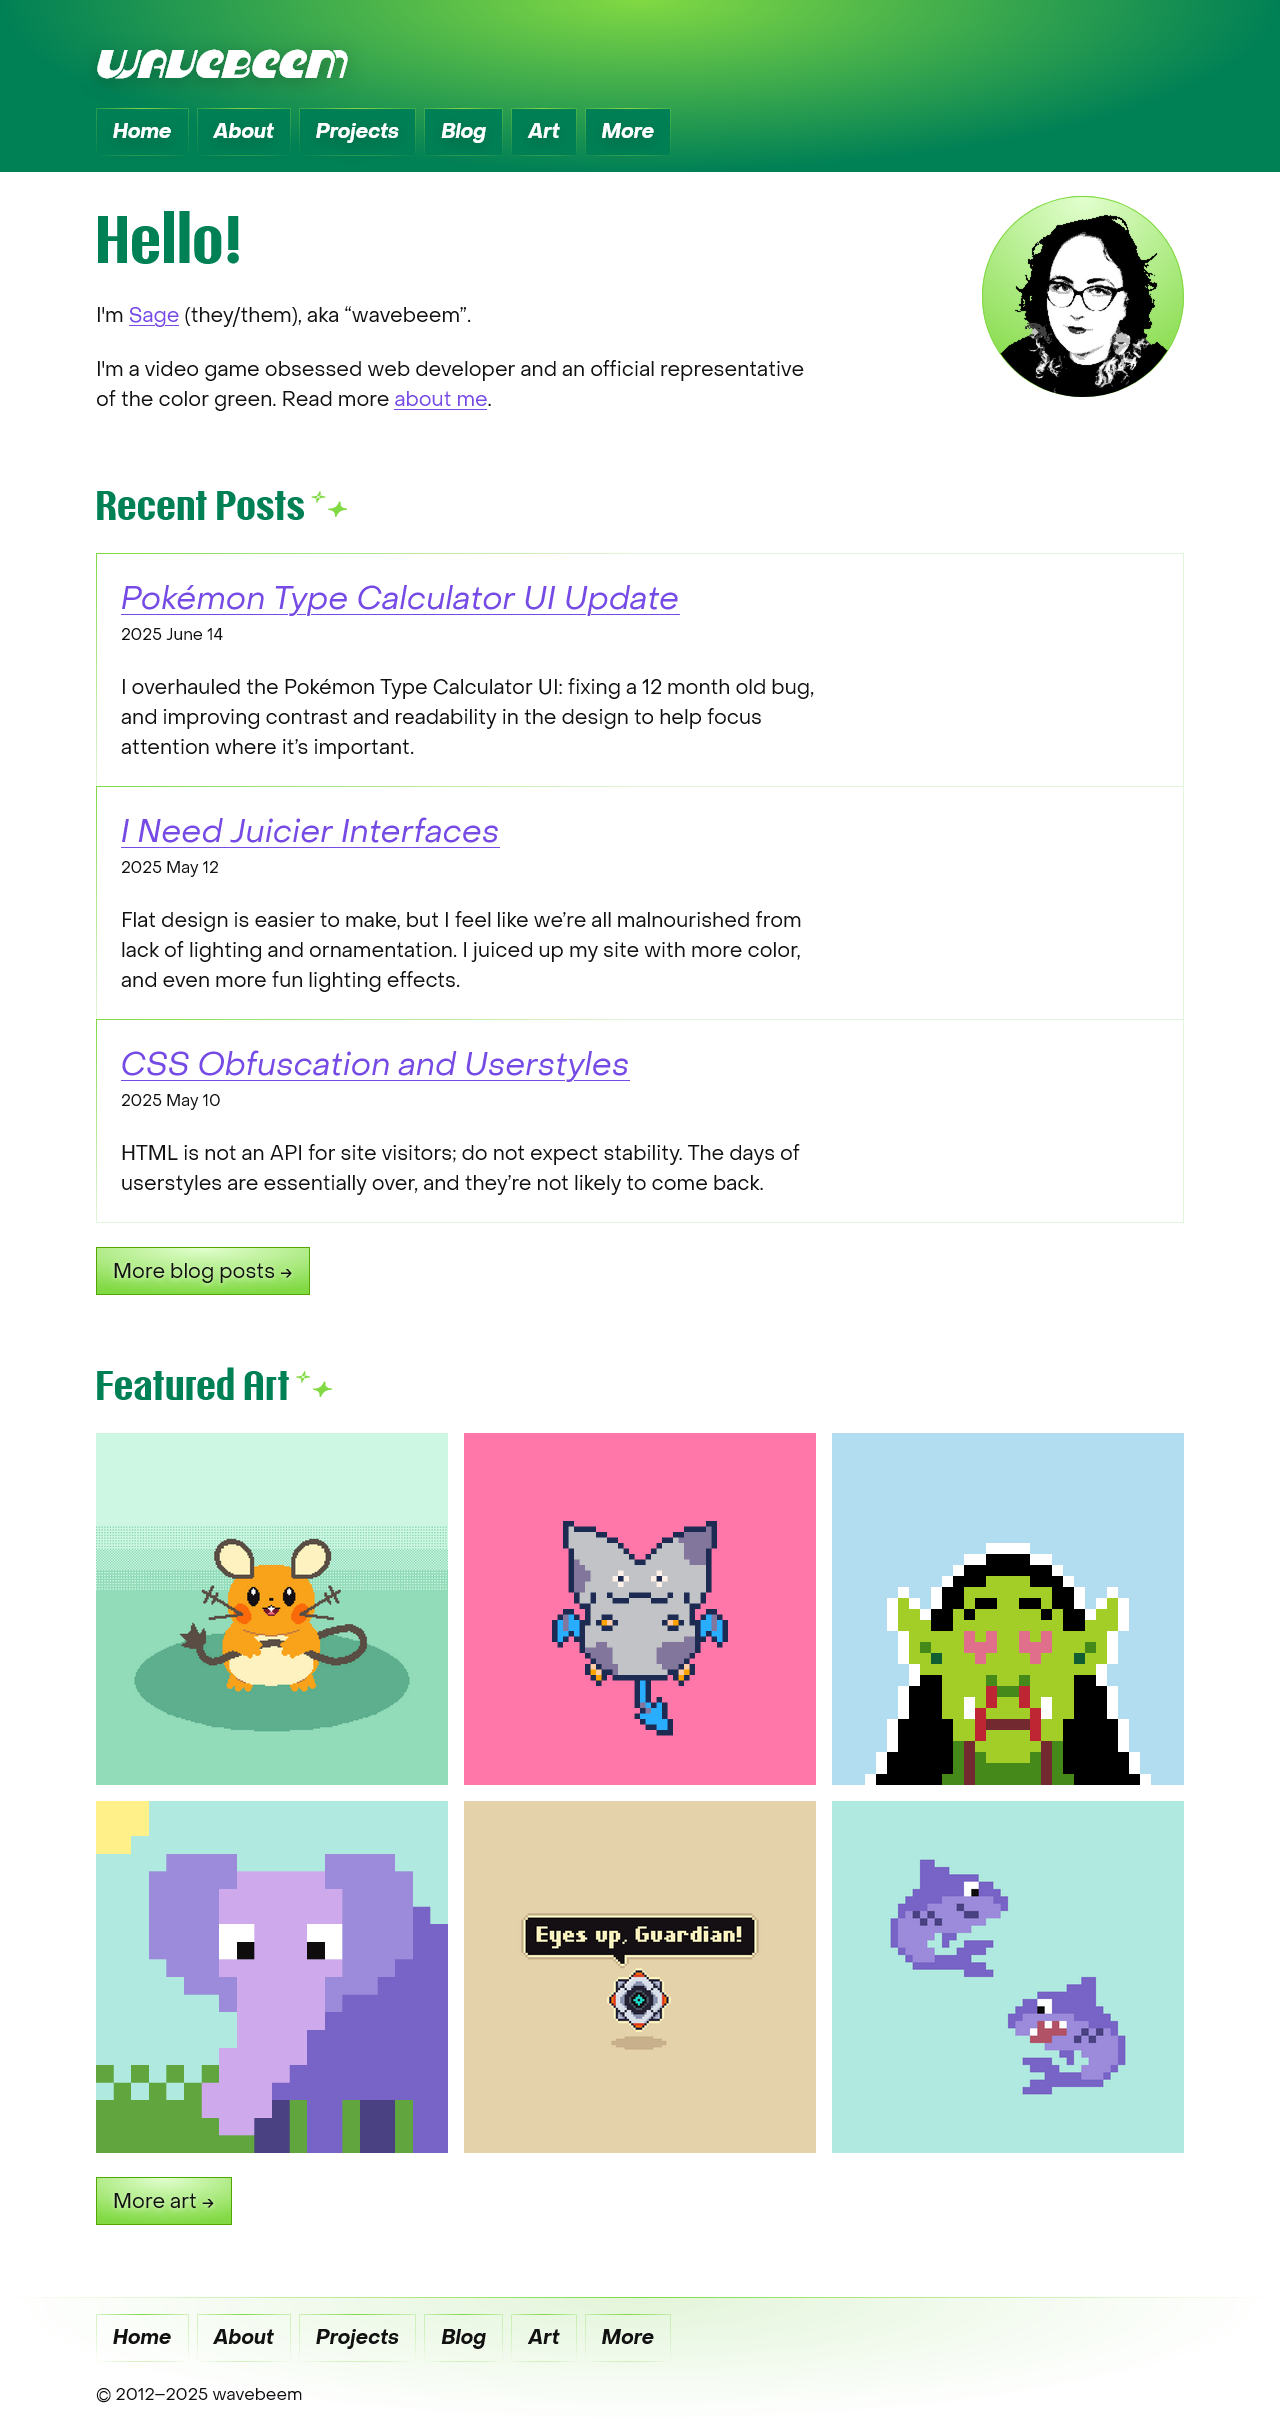 wavebeem
Home About Projects Blog Art More
Hello!
I'm Sage (they/them), aka “wavebeem”.
I'm a video game obsessed web developer and an official representative
of the color green. Read more about me.
Recent Posts
Pokémon Type Calculator UI Update
2025 June 14
I overhauled the Pokémon Type Calculator UI: fixing a 12 month old bug,
and improving contrast and readability in the design to help focus
attention where it’s important.
I Need Juicier Interfaces
2025 May 12
Flat design is easier to make, but I feel like we’re all malnourished from
lack of lighting and ornamentation. I juiced up my site with more color,
and even more fun lighting effects.
CSS Obfuscation and Userstyles
2025 May 10
HTML is not an API for site visitors; do not expect stability. The days of
userstyles are essentially over, and they’re not likely to come back.
More blog posts →
Featured Art
Eyes up, Guardian!
More art →
Home About Projects Blog Art More
© 2012–2025 wavebeem